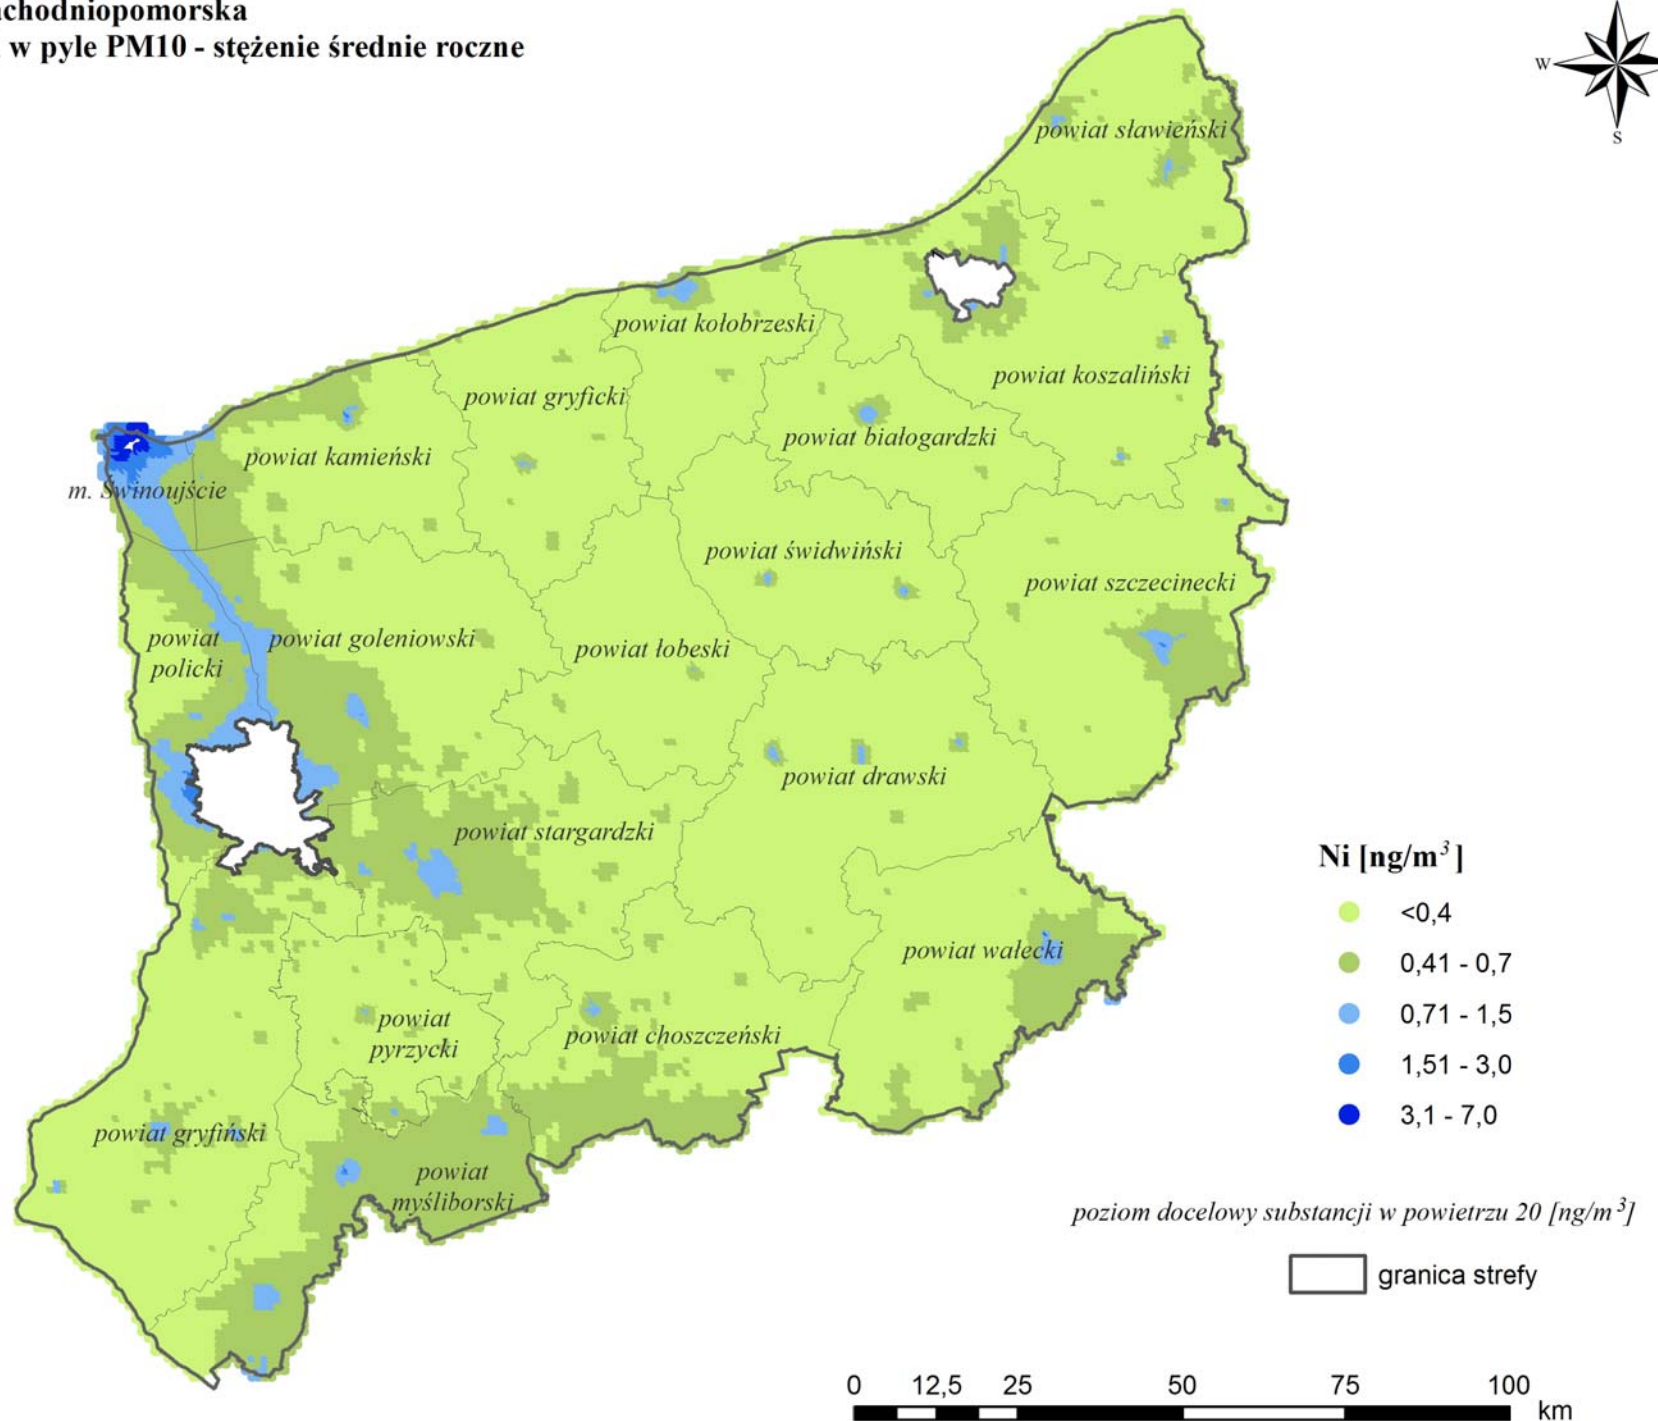 chodniopomorska
w pyle PM10 - stężenie średnie roczne
W
S
powiat sławieński
powiat kołobrzeski
powiat koszaliński
powiat gryficki
powiat białogardzki
powiat kamieński
m. Świnoujście
powiat świdwiński
powiat szczecinecki
powiat
policki
powiat goleniowski
powiat łobeski
powiat drawski
powiat stargardzki
powiat wałecki
powiat
pyrzycki
powiat choszczeński
powiat gryfiński
powiat
myśliborski
Ni [ng/m³]
<0,4
0,41 - 0,7
0,71 - 1,5
1,51 - 3,0
3,1 - 7,0
poziom docelowy substancji w powietrzu 20 [ng/m³]
granica strefy
0 12,5 25 50 75 100
km